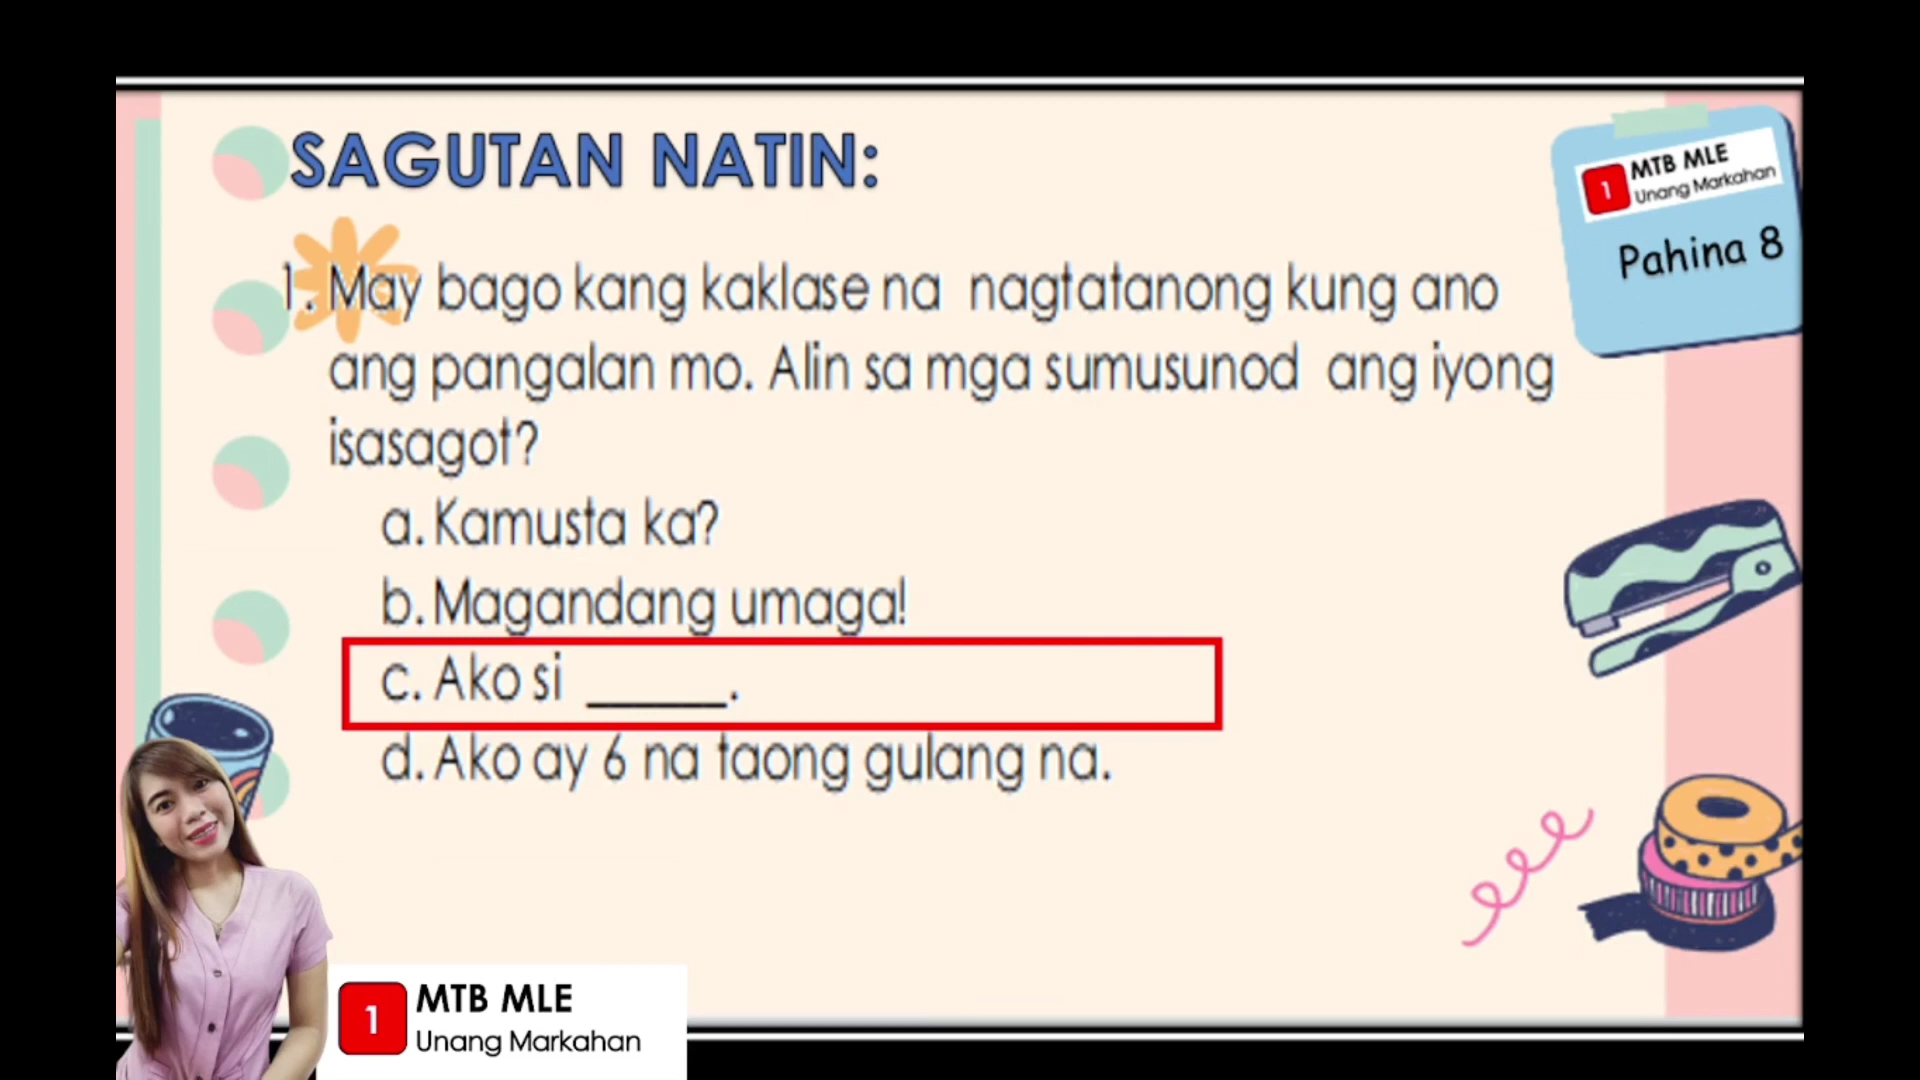 SAGUTAN NATIN:
1
MTB MLE
Unang Markahan
Pahina 8
1. May bago kang kaklase na nagtatanong kung ano
ang pangalan mo. Alin sa mga sumusunod ang iyong
isasagot?
a. Kamusta ka?
b. Magandang umaga!
c. Ako si _____.
d. Ako ay 6 na taong gulang na.
1
MTB MLE
Unang Markahan